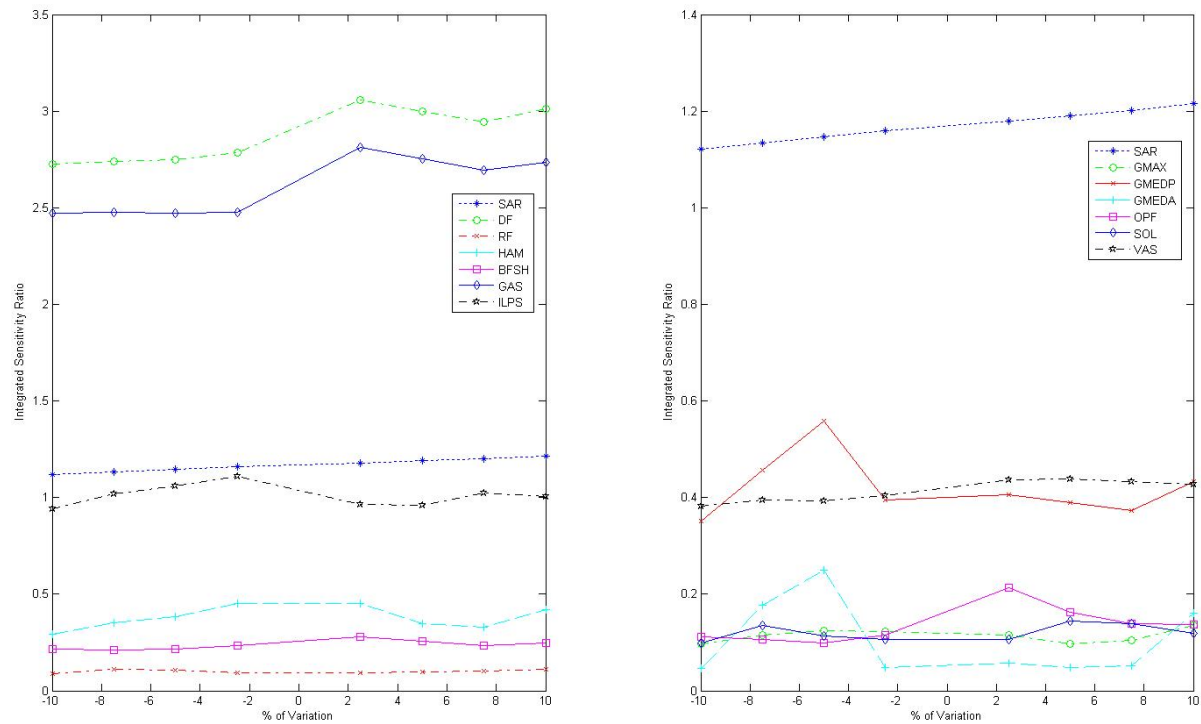 3.5
3
2.5
2
1.5
1
0.5
0
Integrated Sensitivity Ratio
-10 -8 -6 -4 -2 0 2 4 6 8 10
% of Variation
SAR
DF
RF
HAM
BFSH
GAS
ILPS
1.4
1.2
1
0.8
0.6
0.4
0.2
0
Integrated Sensitivity Ratio
-10 -8 -6 -4 -2 0 2 4 6 8 10
% of Variation
SAR
GMAX
GMEDP
GMEDA
OPF
SOL
VAS